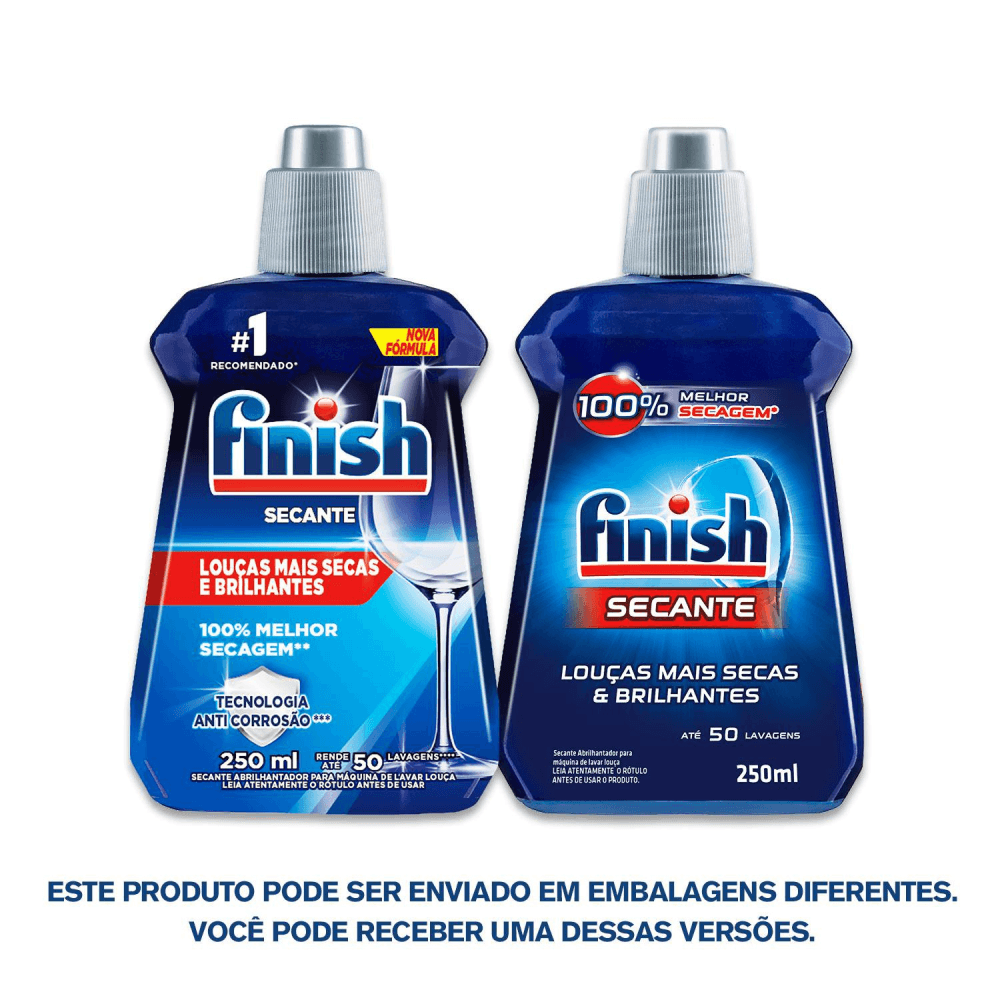 #1
RECOMENDADO*
NOVA
FÓRMULA
finish
SECANTE
LOUÇAS MAIS SECAS
E BRILHANTES
100% MELHOR
SECAGEM**
TECNOLOGIA
ANTI CORROSÃO***
250 ml RENDE ATÉ 50 LAVAGENS****
SECANTE ABRILHANTADOR PARA MÁQUINA DE LAVAR LOUÇA
LEIA ATENTAMENTE O RÓTULO ANTES DE USAR
100% MELHOR
SECAGEM*
finish
SECANTE
LOUÇAS MAIS SECAS
& BRILHANTES
ATÉ 50 LAVAGENS
Secante Abrilhantador para
máquina de lavar louça
LEIA ATENTAMENTE O RÓTULO
ANTES DE USAR O PRODUTO.
250ml
ESTE PRODUTO PODE SER ENVIADO EM EMBALAGENS DIFERENTES.
VOCÊ PODE RECEBER UMA DESSAS VERSÕES.